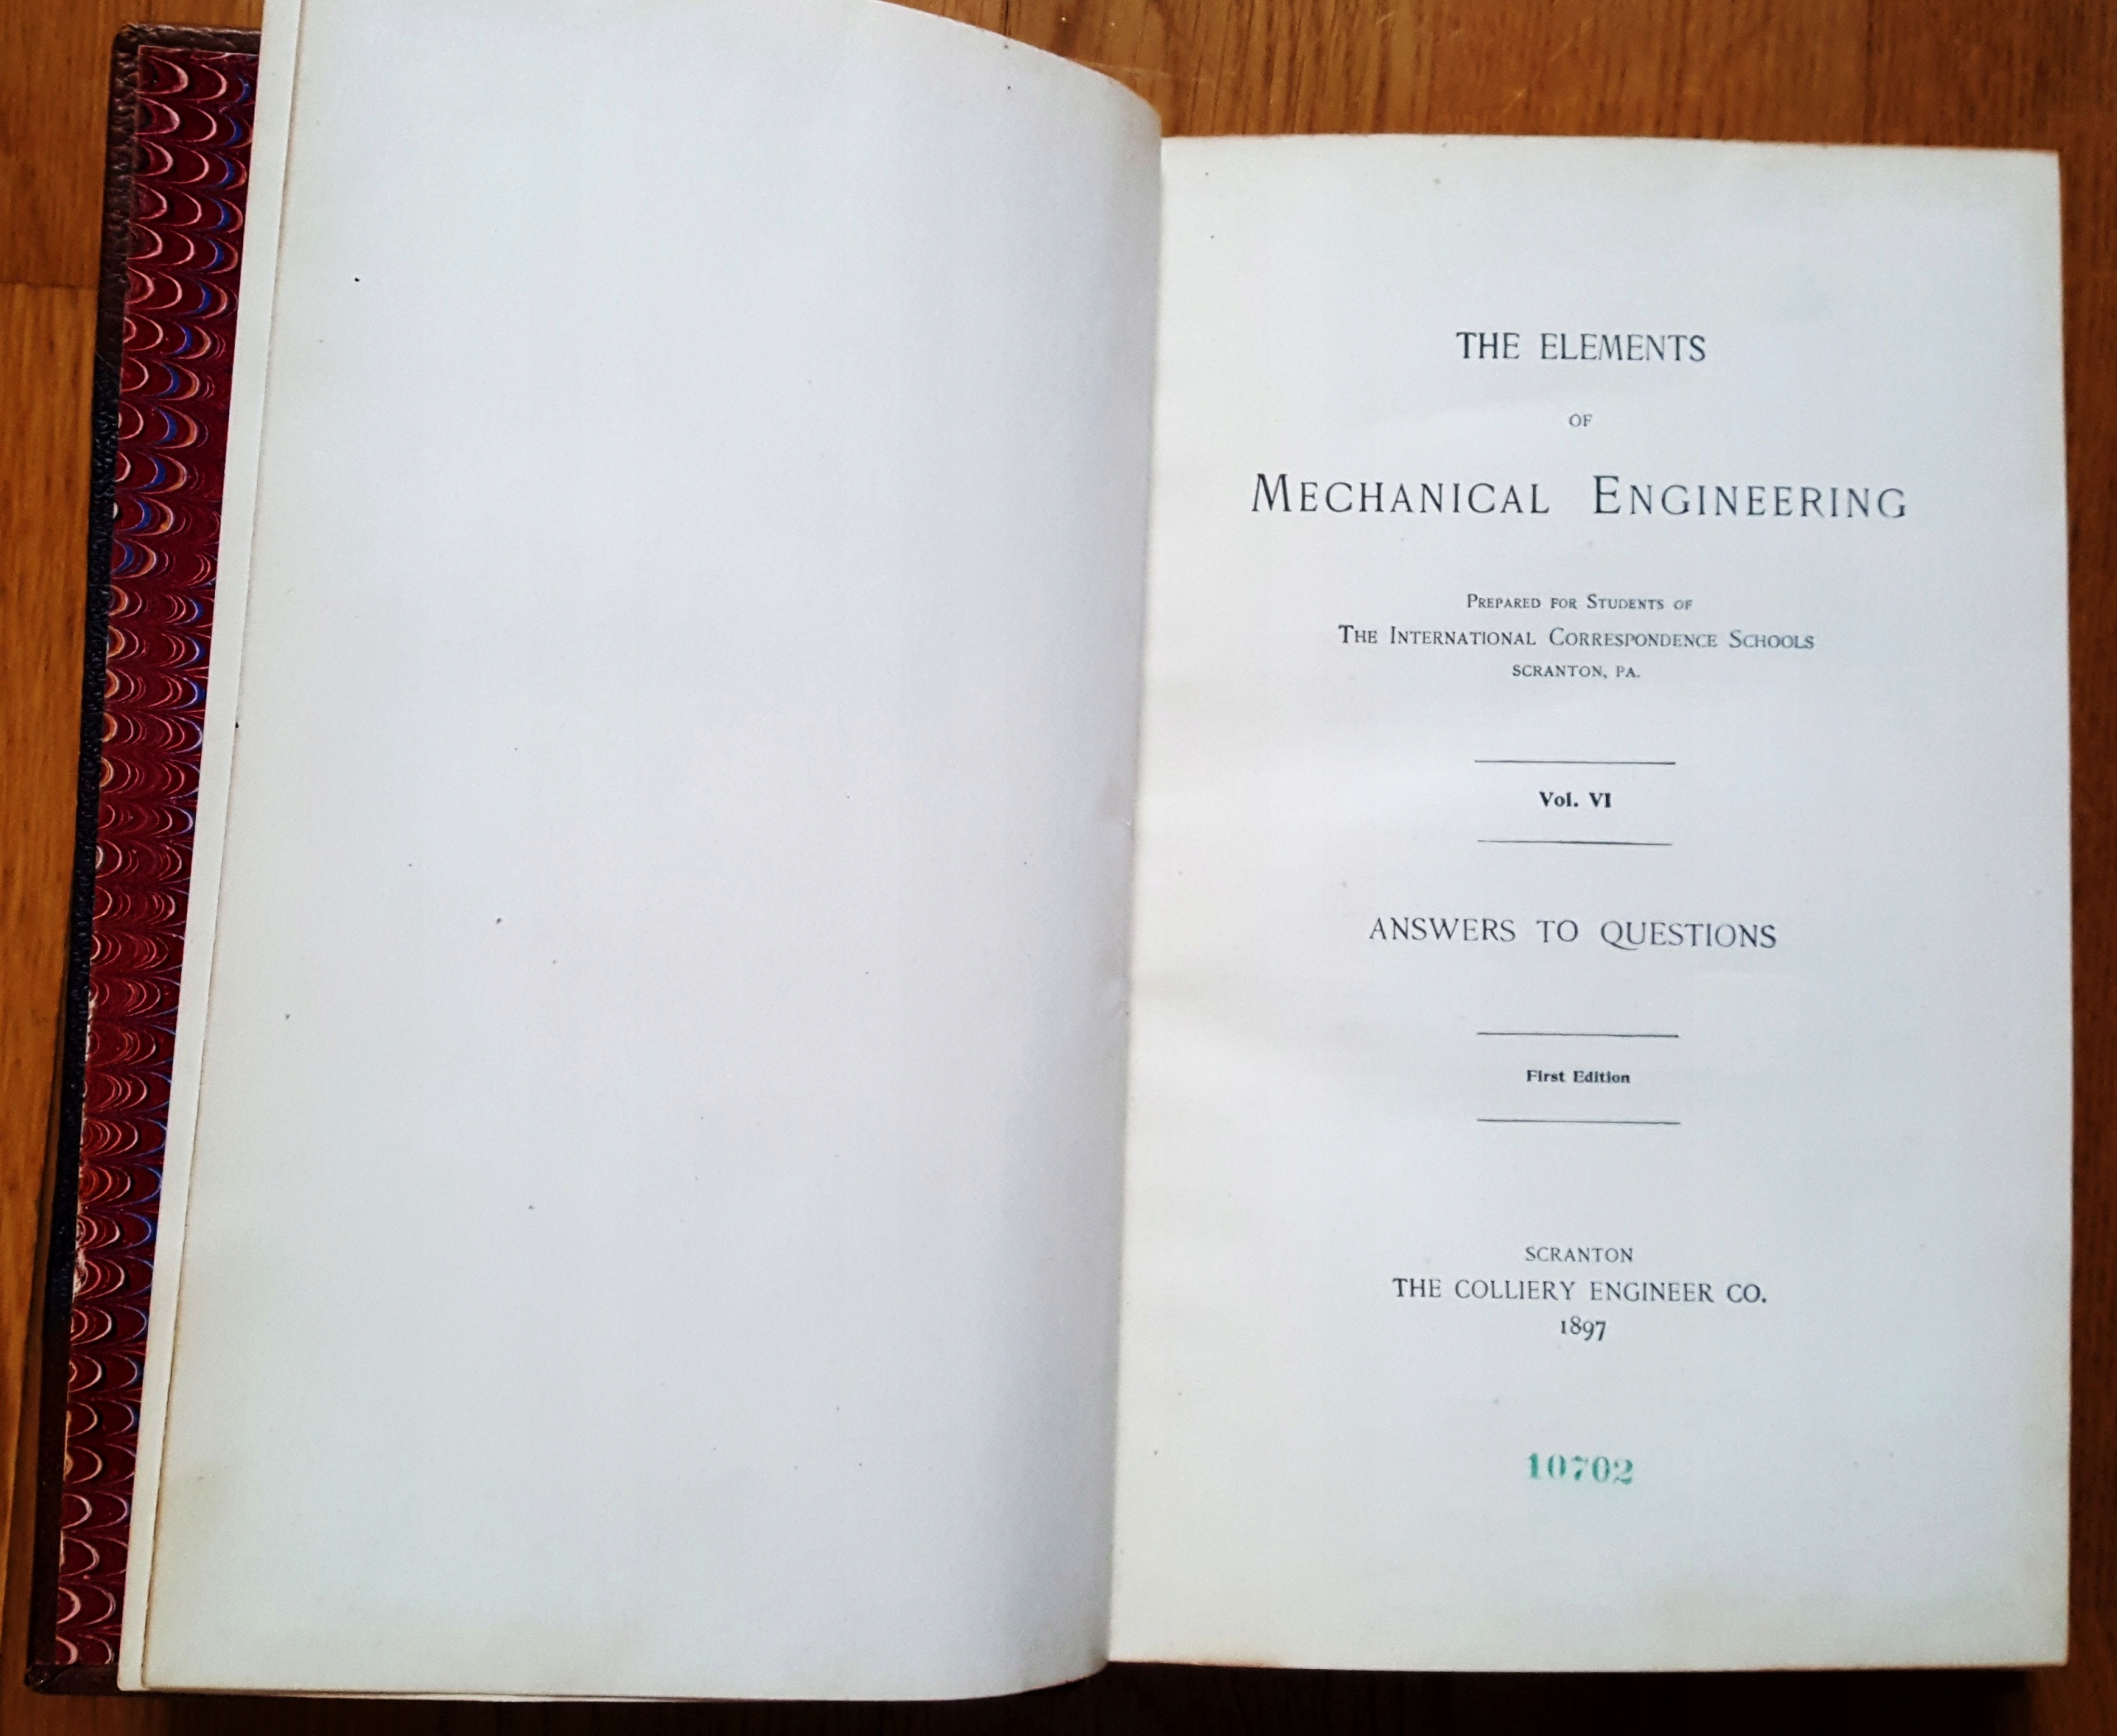 THE ELEMENTS
OF
MECHANICAL ENGINEERING
PREPARED FOR STUDENTS OF
THE INTERNATIONAL CORRESPONDENCE SCHOOLS
SCRANTON, PA.
Vol. VI
ANSWERS TO QUESTIONS
First Edition
SCRANTON
THE COLLIERY ENGINEER CO.
1897
10702